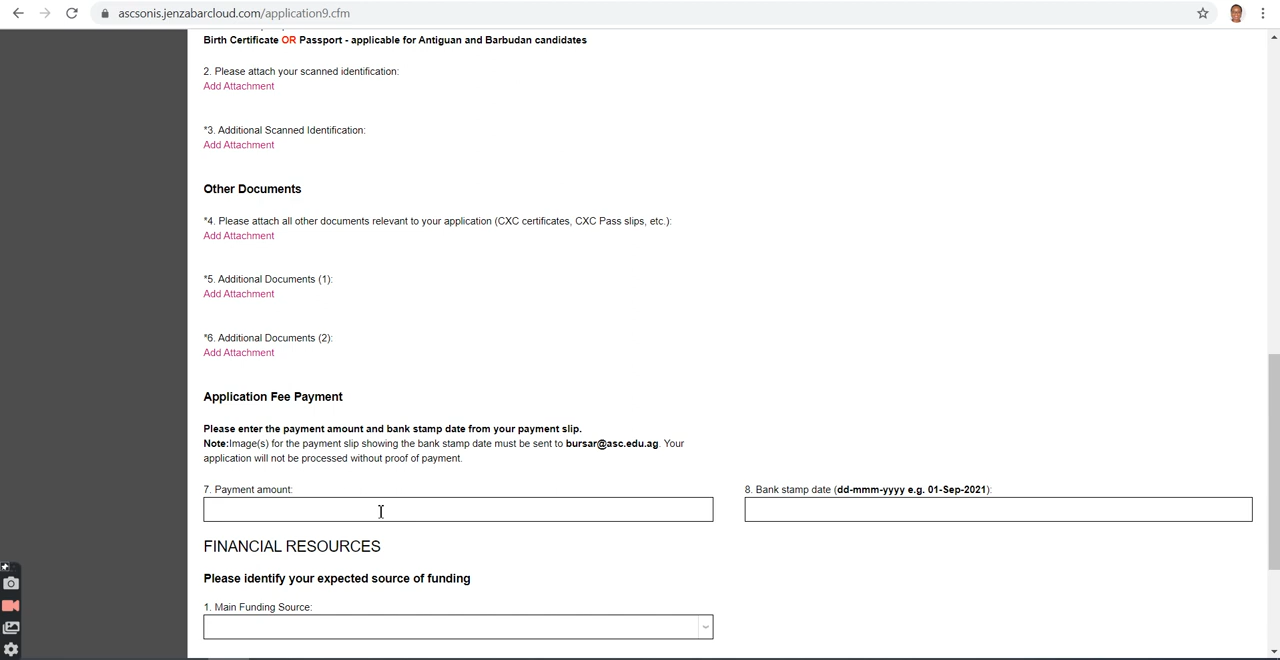 ascsonis.jenzabarcloud.com/application9.cfm
Birth Certificate OR Passport - applicable for Antiguan and Barbudan candidates
2. Please attach your scanned identification:
Add Attachment
*3. Additional Scanned Identification:
Add Attachment
Other Documents
*4. Please attach all other documents relevant to your application (CXC certificates, CXC Pass slips, etc.):
Add Attachment
*5. Additional Documents (1):
Add Attachment
*6. Additional Documents (2):
Add Attachment
Application Fee Payment
Please enter the payment amount and bank stamp date from your payment slip.
Note:Image(s) for the payment slip showing the bank stamp date must be sent to bursar@asc.edu.ag. Your
application will not be processed without proof of payment.
7. Payment amount:
8. Bank stamp date (dd-mmm-yyyy e.g. 01-Sep-2021):
FINANCIAL RESOURCES
Please identify your expected source of funding
1. Main Funding Source: